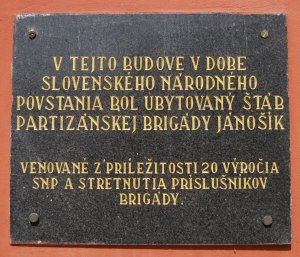 V TEJTO BUDOVE V DOBE
SLOVENSKÉHO NÁRODNÉHO
POVSTANIA BOL UBYTOVANÝ ŠTÁB
PARTIZÁNSKEJ BRIGÁDY JÁNOŠÍK
VENOVANÉ Z PRÍLEŽITOSTI 20 VÝROČIA
SNP A STRETNUTIA PRÍSLUŠNÍKOV
BRIGÁDY.